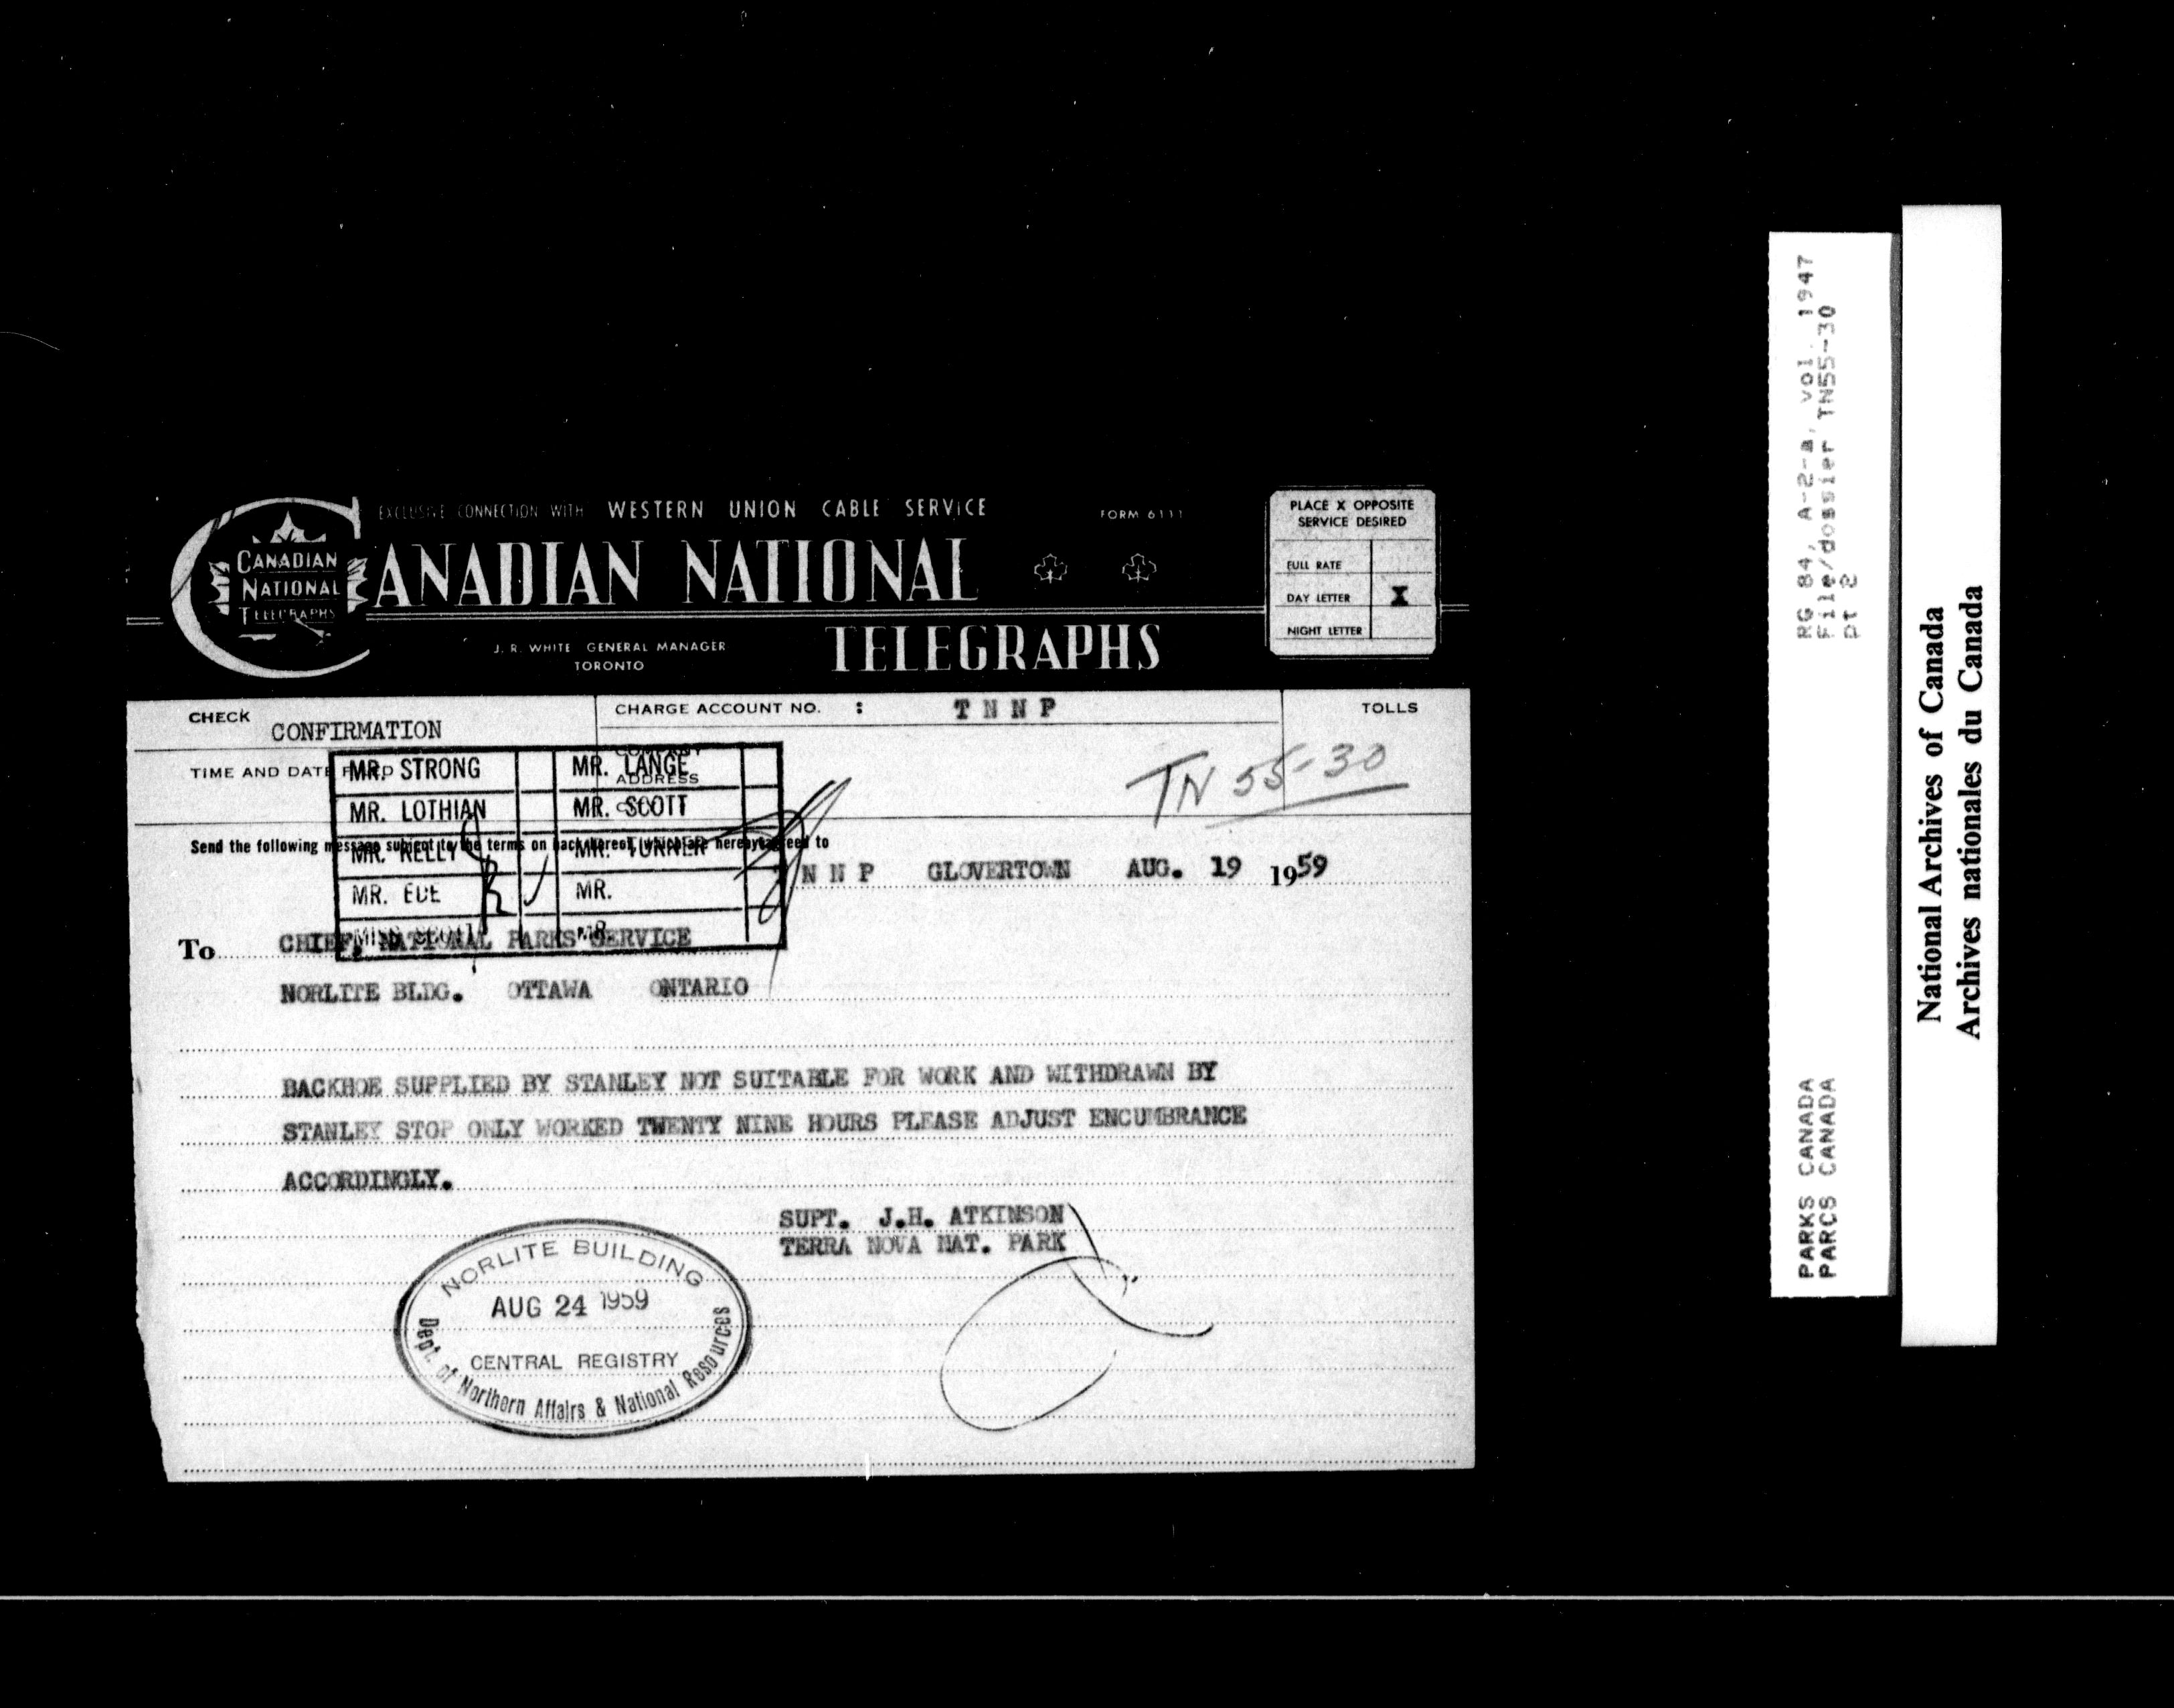 EXCLUSIVE CONNECTION WITH WESTERN UNION CABLE SERVICE
FORM 6111
CANADIAN NATIONAL
TELEGRAPHS
CANADIAN
NATIONAL
TELEGRAPHS
J. R. WHITE GENERAL MANAGER
TORONTO
PLACE X OPPOSITE
SERVICE DESIRED
FULL RATE
DAY LETTER X
NIGHT LETTER
CHECK CONFIRMATION
CHARGE ACCOUNT NO. : T N N P
TOLLS
TIME AND DATE
COMPANY
ADDRESS
TN 55-30
MR. STRONG MR. LANGE
MR. LOTHIAN MR. SCOTT
MR. KELLY MR. TURNER
MR. EDE MR.
MISS MR.
Send the following message subject to the terms on back hereof, which are hereby agreed to
N N P GLOVERTOWN AUG. 19 1959
To CHIEF, NATIONAL PARKS SERVICE
NORLITE BLDG. OTTAWA ONTARIO
BACKHOE SUPPLIED BY STANLEY NOT SUITABLE FOR WORK AND WITHDRAWN BY
STANLEY STOP ONLY WORKED TWENTY NINE HOURS PLEASE ADJUST ENCUMBRANCE
ACCORDINGLY.
SUPT. J.H. ATKINSON
TERRA NOVA NAT. PARK
NORLITE BUILDING
AUG 24 1959
CENTRAL REGISTRY
Dept. of Northern Affairs & National Resources
RG 84, A-2-a, vol. 1947
File/dossier TN55-30
pt 2
PARKS CANADA
PARCS CANADA
National Archives of Canada
Archives nationales du Canada